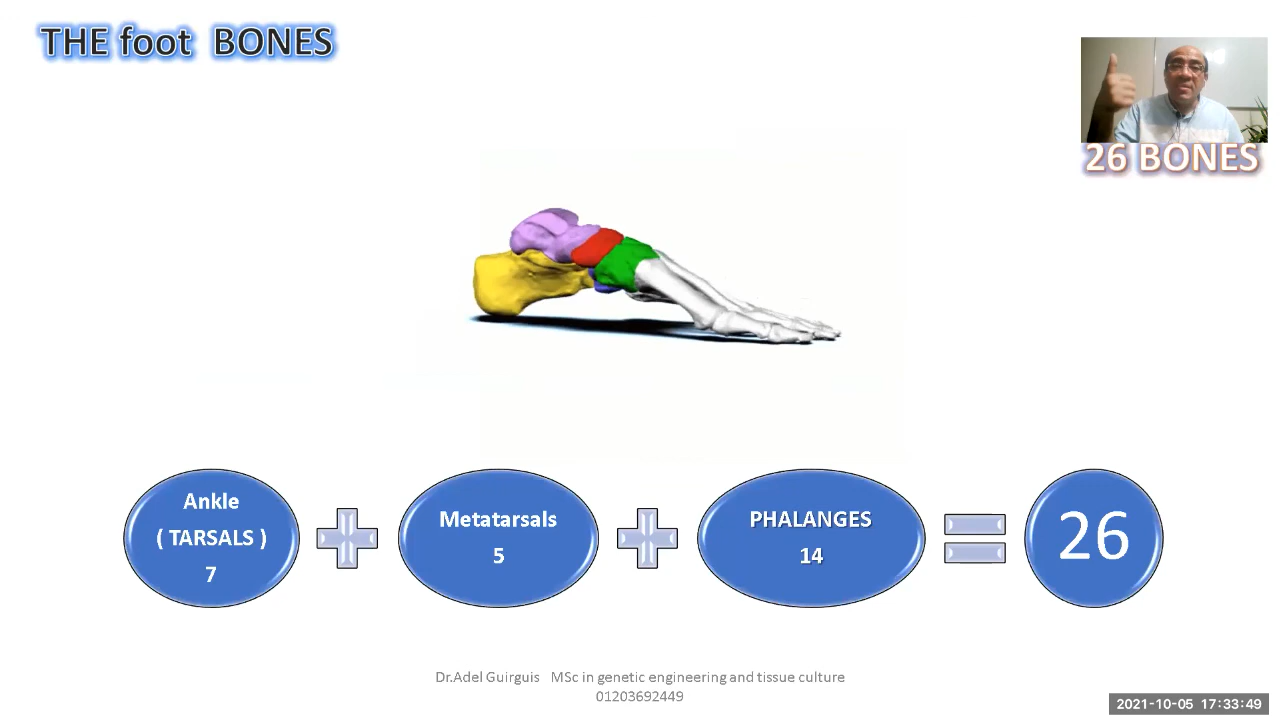 THE foot BONES
26 BONES
Ankle
( TARSALS )
7
Metatarsals
5
PHALANGES
14
26
Dr.Adel Guirguis MSc in genetic engineering and tissue culture
01203692449
2021-10-05 17:33:49